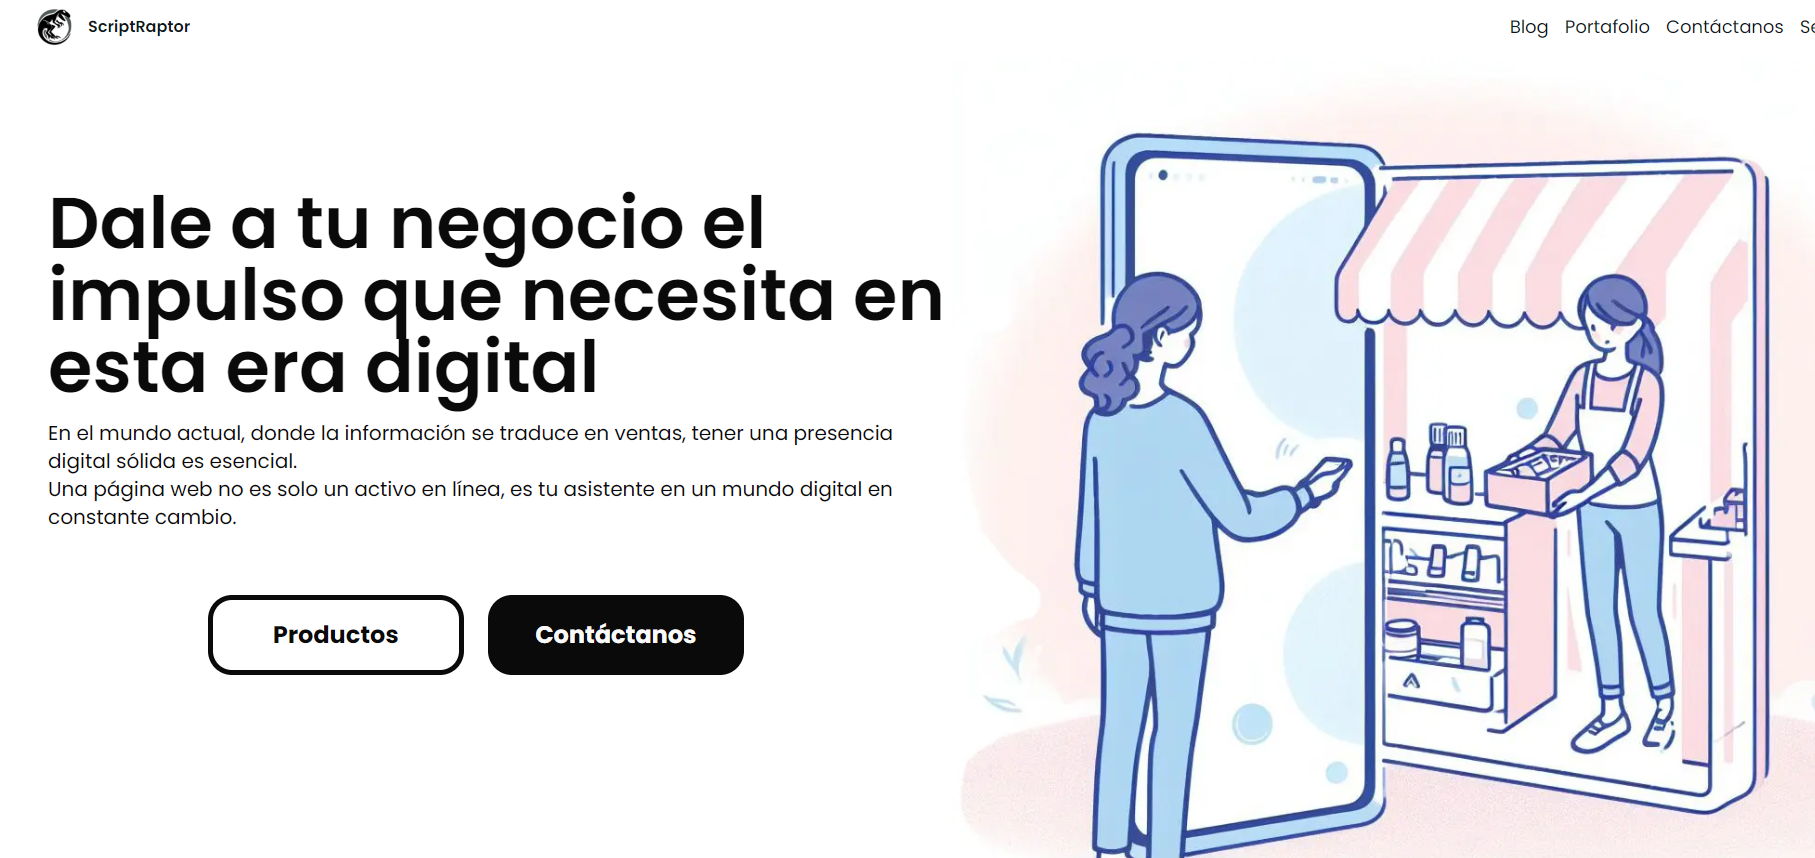 ScriptRaptor
Blog Portafolio Contáctanos
Dale a tu negocio el
impulso que necesita en
esta era digital
En el mundo actual, donde la información se traduce en ventas, tener una presencia
digital sólida es esencial.
Una página web no es solo un activo en línea, es tu asistente en un mundo digital en
constante cambio.
Productos
Contáctanos